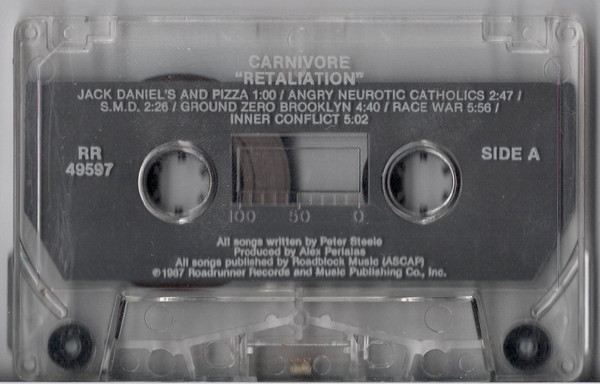 CARNIVORE
"RETALIATION"
JACK DANIEL'S AND PIZZA 1:00 / ANGRY NEUROTIC CATHOLICS 2:47 /
S.M.D. 2:26 / GROUND ZERO BROOKLYN 4:40 / RACE WAR 5:56 /
INNER CONFLICT 5:02
RR
49597
SIDE A
100 50 0
All songs written by Peter Steele
Produced by Alex Perialas
All songs published by Roadblock Music (ASCAP)
©1987 Roadrunner Records and Music Publishing Co., Inc.